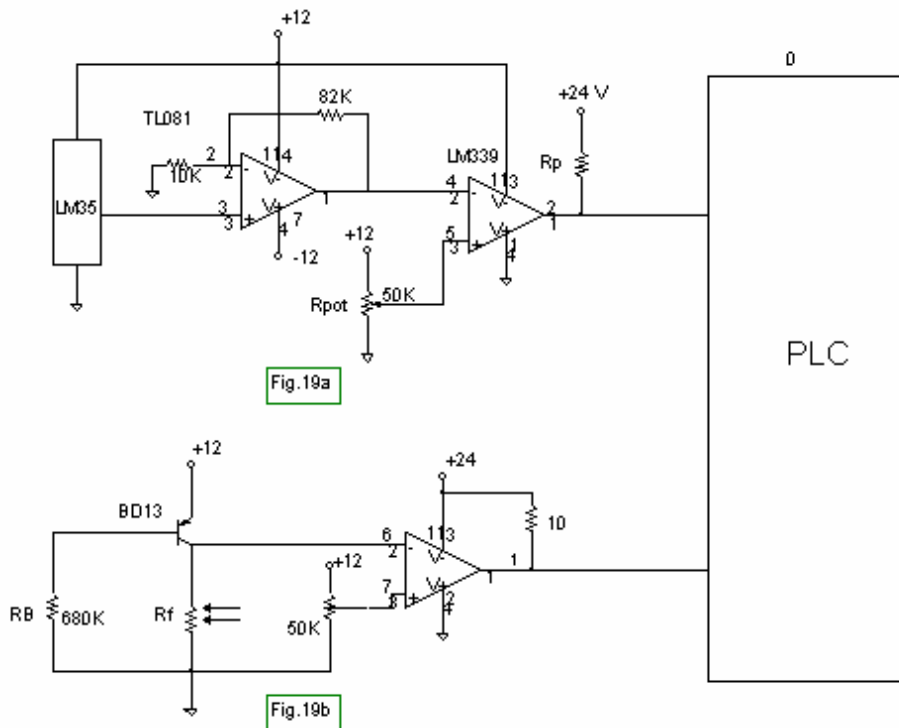 +12
0
82K
+24 V
TL081
LM339
Rp
2
2
10K
-
114
V-
4
2
-
113
V-
LM35
3
3
+
V+
7
4
1
2
1
+12
-12
5
3
+
V+
1
4
Rpot
50K
PLC
Fig.19a
+12
+24
BD13
6
2
-
113
V-
10
1
+12
7
3
+
V+
2
4
1
RB
680K
Rf
50K
Fig.19b